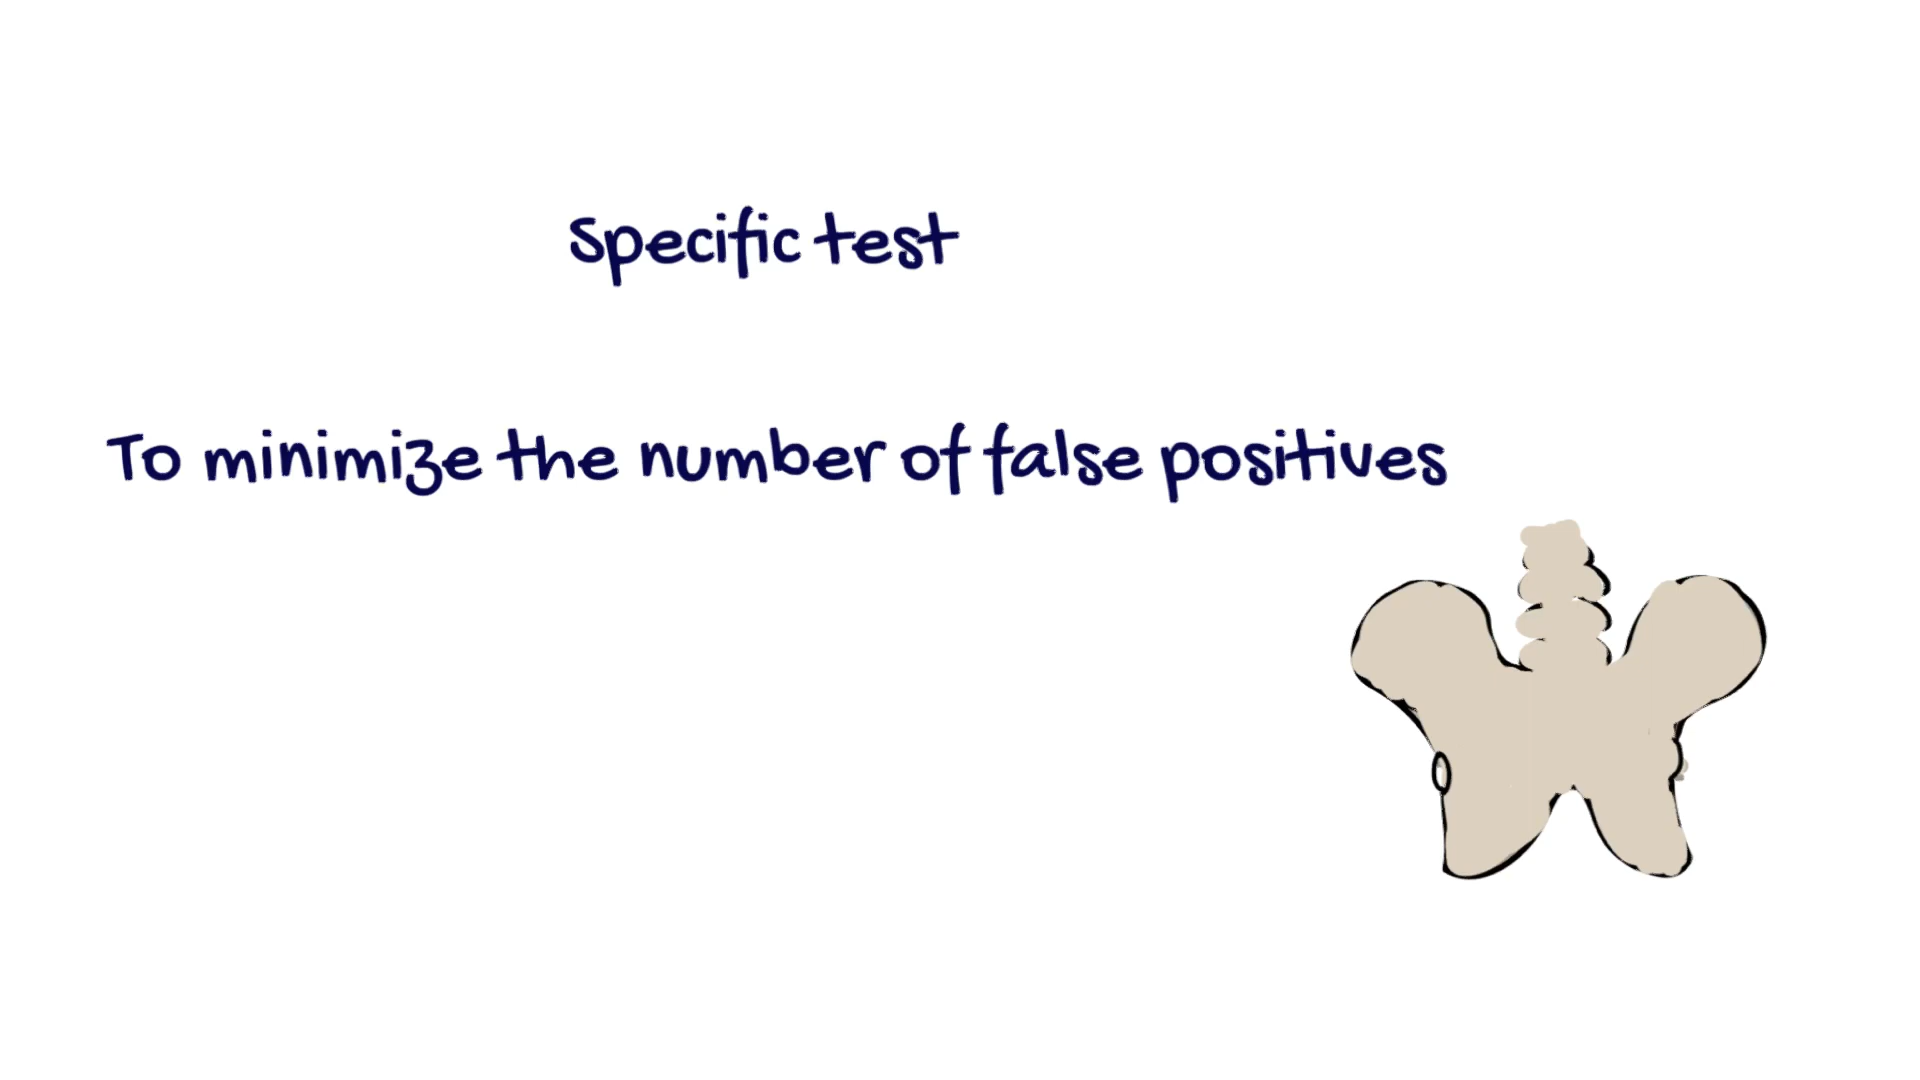 Specific test
To minimize the number of false positives